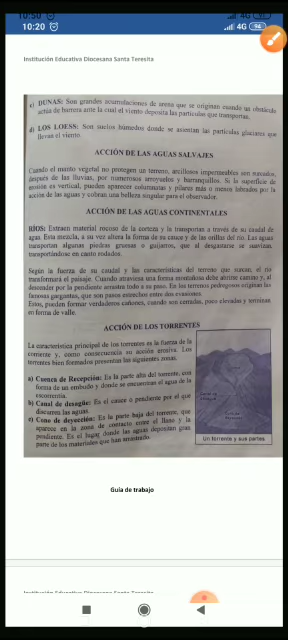 10:50
10:20
4G 94
Institución Educativa Diocesana Santa Teresita
c) DUNAS: Son grandes acumulaciones de arena que se originan cuando un obstáculo
actúa de barrera ante la cual el viento deposita las partículas que transportan.
d) LOS LOESS: Son suelos húmedos donde se asientan las partículas glaciares que
llevan el viento.
ACCIÓN DE LAS AGUAS SALVAJES
Cuando el manto vegetal no protegen un terreno, arcillosos impermeables son surcados,
después de las lluvias, por numerosos arroyuelos y barranquillos. Si la superficie de
erosión es vertical, pueden aparecer columnatas y pilares más o menos labrados por la
acción de las aguas y cobran una belleza singular para el observador.
ACCIÓN DE LAS AGUAS CONTINENTALES
RÍOS: Extraen material rocoso de la corteza y la transportan a través de su caudal de
agua. Esta mezcla, a su vez altera la forma de su cauce y de las orillas del río. Las aguas
transportan algunas piedras gruesas o guijarros, que al desgastarse se suavizan,
transportándose en canto rodados.
Según la fuerza de su caudal y las características del terreno que surcan, el río
transformará el paisaje. Cuando atraviesa una forma montañosa debe abrirse camino y, al
descender por la pendiente arrastra todo a su paso. En los terrenos pedregosos originan las
famosas gargantas, que son pasos estrechos entre dos
Estos, pueden formar verdaderos cañones, cuando son cerradas, poco elevadas y terminan
en forma de valle.
ACCIÓN DE LOS TORRENTES
La característica principal de los torrentes es la fuerza de la
corriente y, como consecuencia su acción erosiva. Los
torrentes bien formados presentan las siguientes zonas.
a) Cuenca de Recepción: Es la parte alta del torrente, con
forma de un embudo y donde se encuentran el agua de la
escorrentía.
b) Canal de desagüe: Es el cauce o pendiente por el que
discurren las aguas.
c) Cono de deyección: Es la parte baja del torrente, que
aparece en la zona de contacto entre el llano y la
pendiente. Es el lugar donde las aguas depositan gran
parte de los materiales que han arrastrado.
Un torrente y sus partes
Guía de trabajo